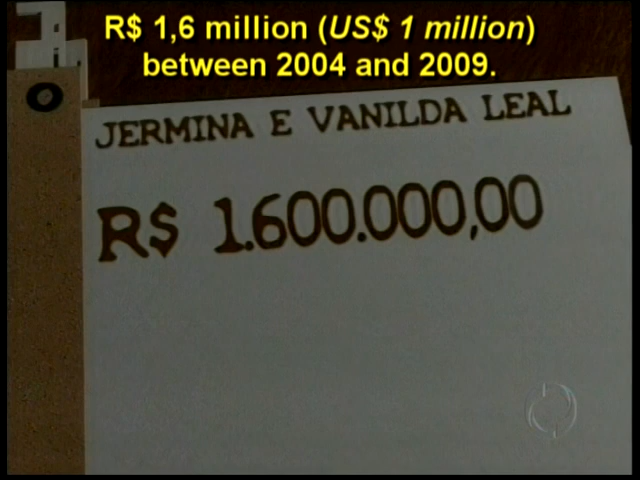 R$ 1,6 million (US$ 1 million)
between 2004 and 2009.
JERMINA E VANILDA LEAL
R$ 1.600.000,00